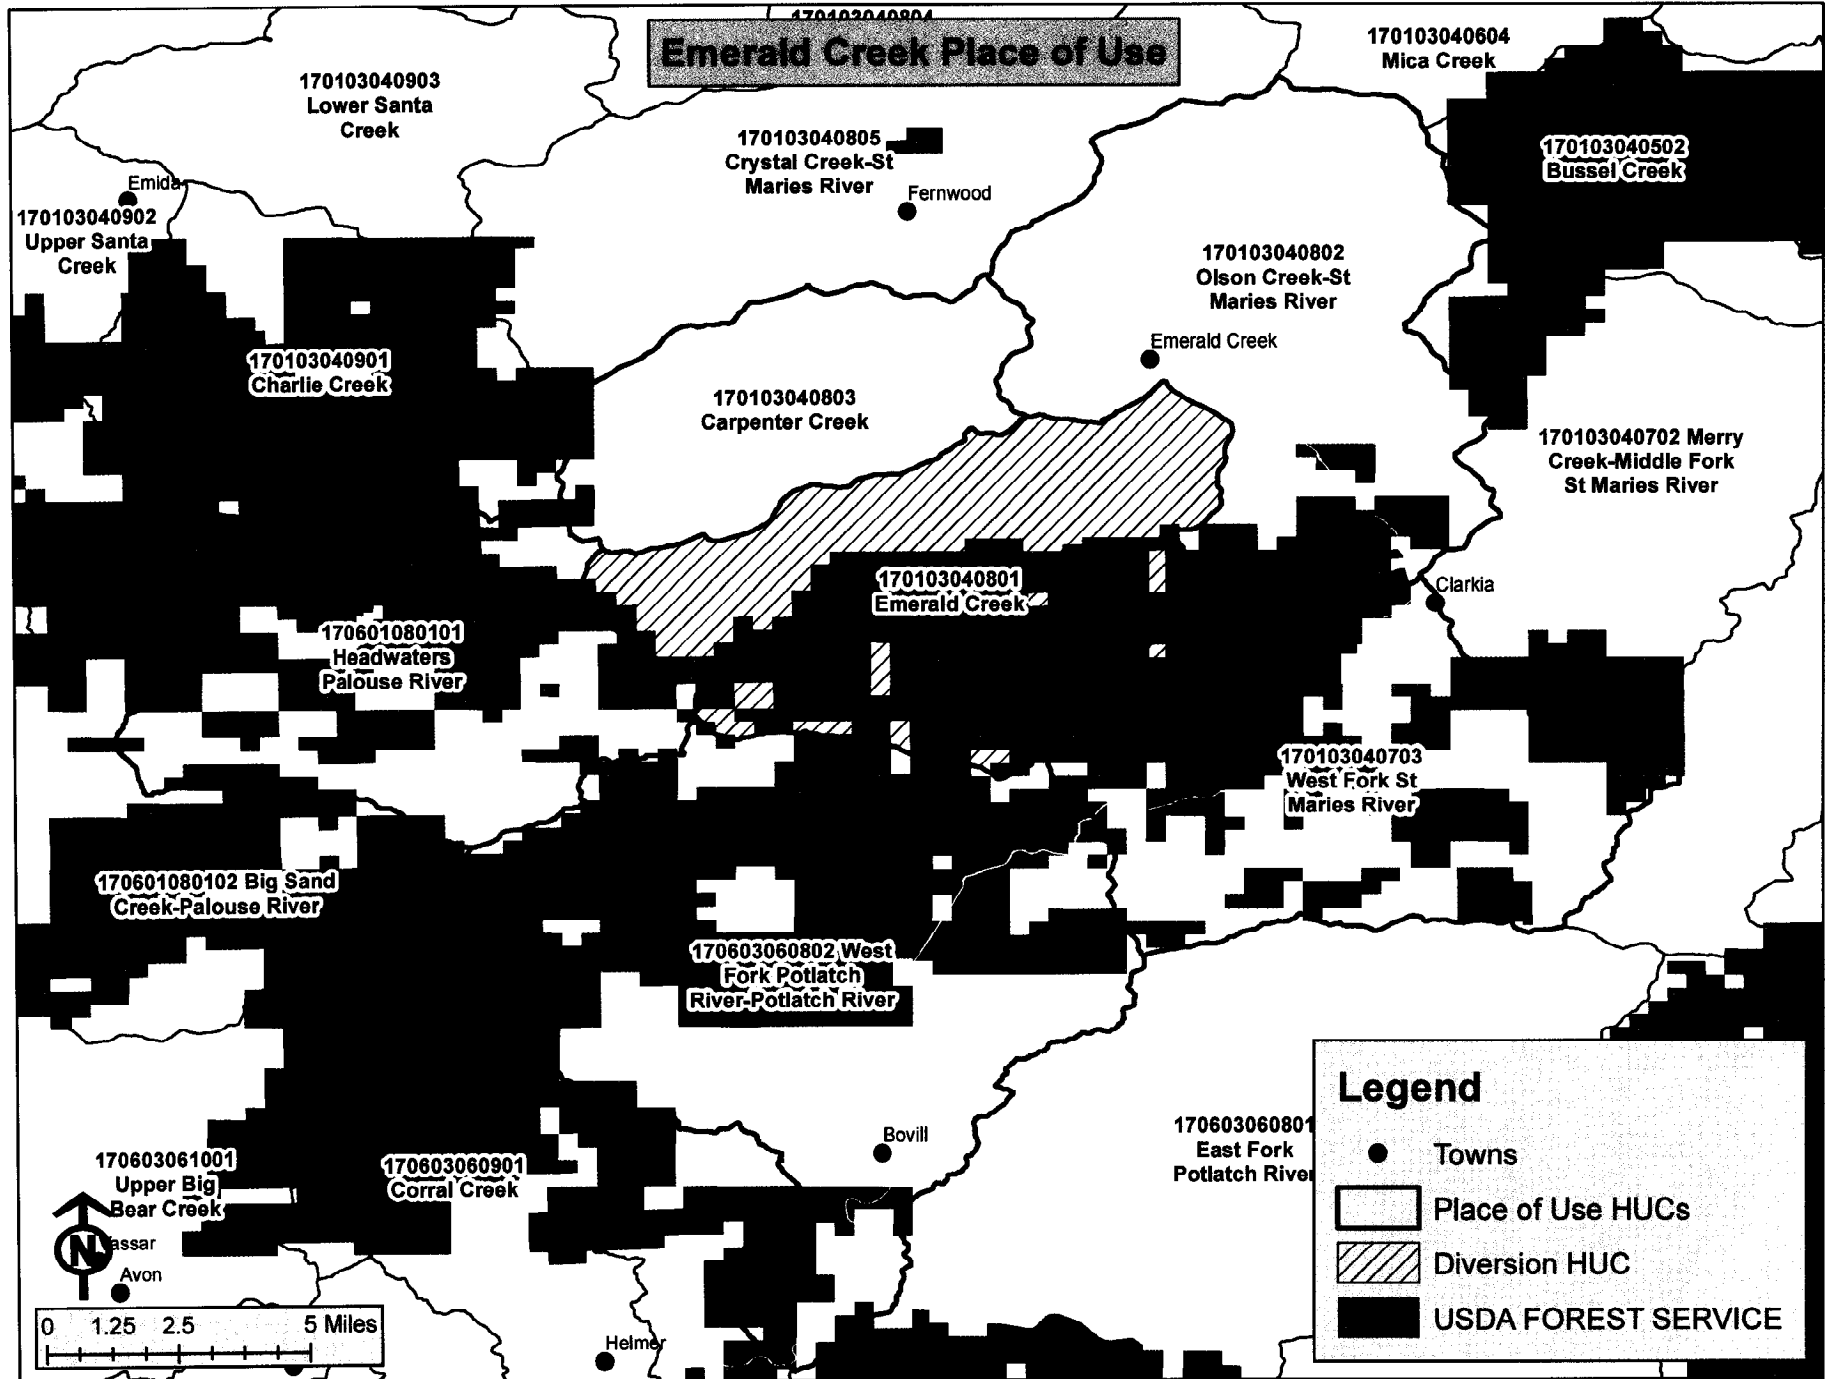 170103040804
Emerald Creek Place of Use
170103040604
Mica Creek
170103040903
Lower Santa
Creek
170103040805
Crystal Creek-St
Maries River
170103040502
Bussel Creek
Emida
Fernwood
170103040902
Upper Santa
Creek
170103040802
Olson Creek-St
Maries River
Emerald Creek
170103040901
Charlie Creek
170103040803
Carpenter Creek
170103040702 Merry
Creek-Middle Fork
St Maries River
170103040801
Emerald Creek
Clarkia
170601080101
Headwaters
Palouse River
170103040703
West Fork St
Maries River
170601080102 Big Sand
Creek-Palouse River
170603060802 West
Fork Potlatch
River-Potlatch River
Bovill
170603060801
East Fork
Potlatch River
170603061001
Upper Big
Bear Creek
170603060901
Corral Creek
N
assar
Avon
Helmer
0 1.25 2.5 5 Miles
Legend
Towns
Place of Use HUCs
Diversion HUC
USDA FOREST SERVICE